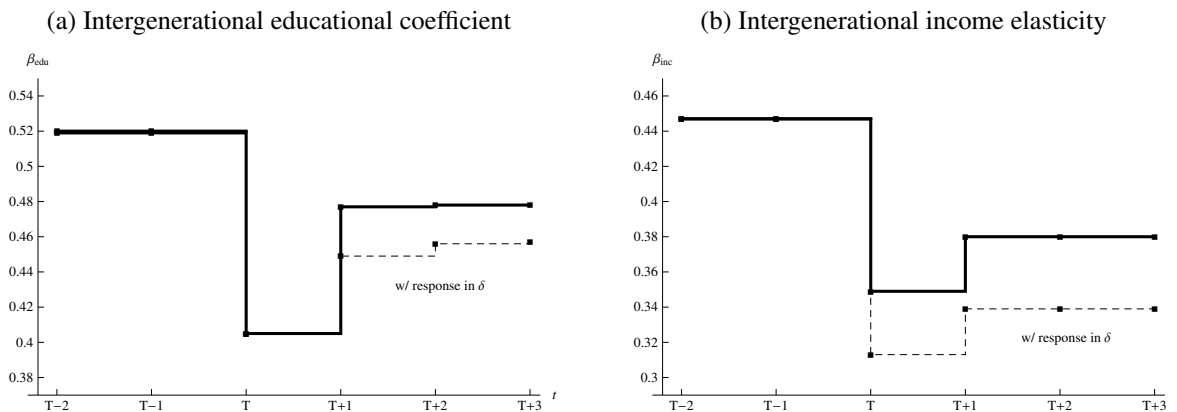 (a) Intergenerational educational coefficient
βedu
0.54
0.52
0.5
0.48
0.46
0.44
0.42
0.4
0.38
w/ response in δ
T−2
T−1
T
T+1
T+2
T+3
t
(b) Intergenerational income elasticity
βinc
0.46
0.44
0.42
0.4
0.38
0.36
0.34
0.32
0.3
w/ response in δ
T−2
T−1
T
T+1
T+2
T+3